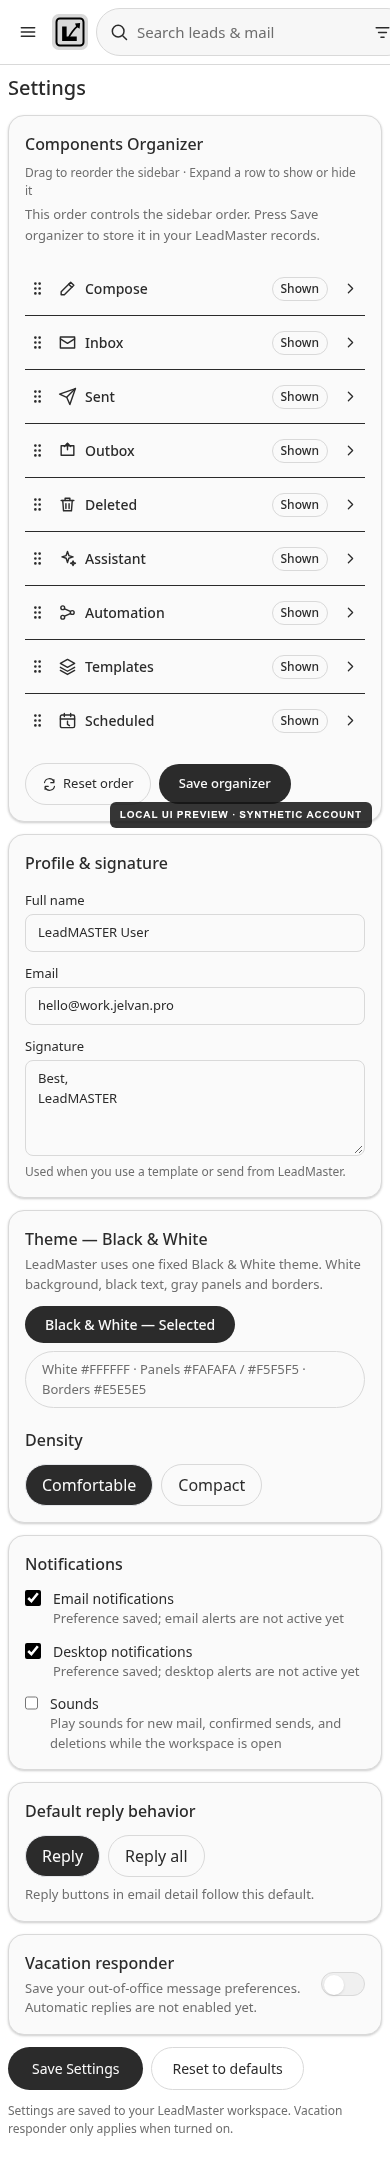 Search leads & mail
Settings
Components Organizer
Drag to reorder the sidebar · Expand a row to show or hide
it
This order controls the sidebar order. Press Save
organizer to store it in your LeadMaster records.
Compose Shown
Inbox Shown
Sent Shown
Outbox Shown
Deleted Shown
Assistant Shown
Automation Shown
Templates Shown
Scheduled Shown
Reset order Save organizer
LOCAL UI PREVIEW · SYNTHETIC ACCOUNT
Profile & signature
Full name
LeadMASTER User
Email
hello@work.jelvan.pro
Signature
Best,
LeadMASTER
Used when you use a template or send from LeadMaster.
Theme — Black & White
LeadMaster uses one fixed Black & White theme. White
background, black text, gray panels and borders.
Black & White — Selected
White #FFFFFF · Panels #FAFAFA / #F5F5F5 ·
Borders #E5E5E5
Density
Comfortable Compact
Notifications
Email notifications
Preference saved; email alerts are not active yet
Desktop notifications
Preference saved; desktop alerts are not active yet
Sounds
Play sounds for new mail, confirmed sends, and
deletions while the workspace is open
Default reply behavior
Reply Reply all
Reply buttons in email detail follow this default.
Vacation responder
Save your out-of-office message preferences.
Automatic replies are not enabled yet.
Save Settings Reset to defaults
Settings are saved to your LeadMaster workspace. Vacation
responder only applies when turned on.